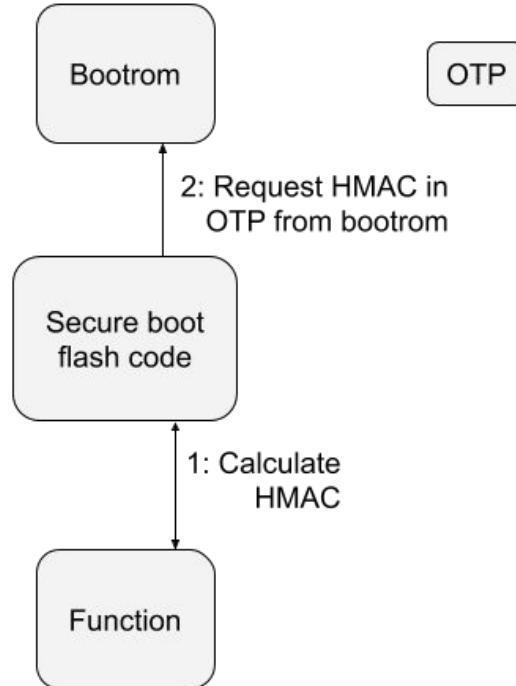 Bootrom
OTP
2: Request HMAC in
OTP from bootrom
Secure boot
flash code
1: Calculate
HMAC
Function